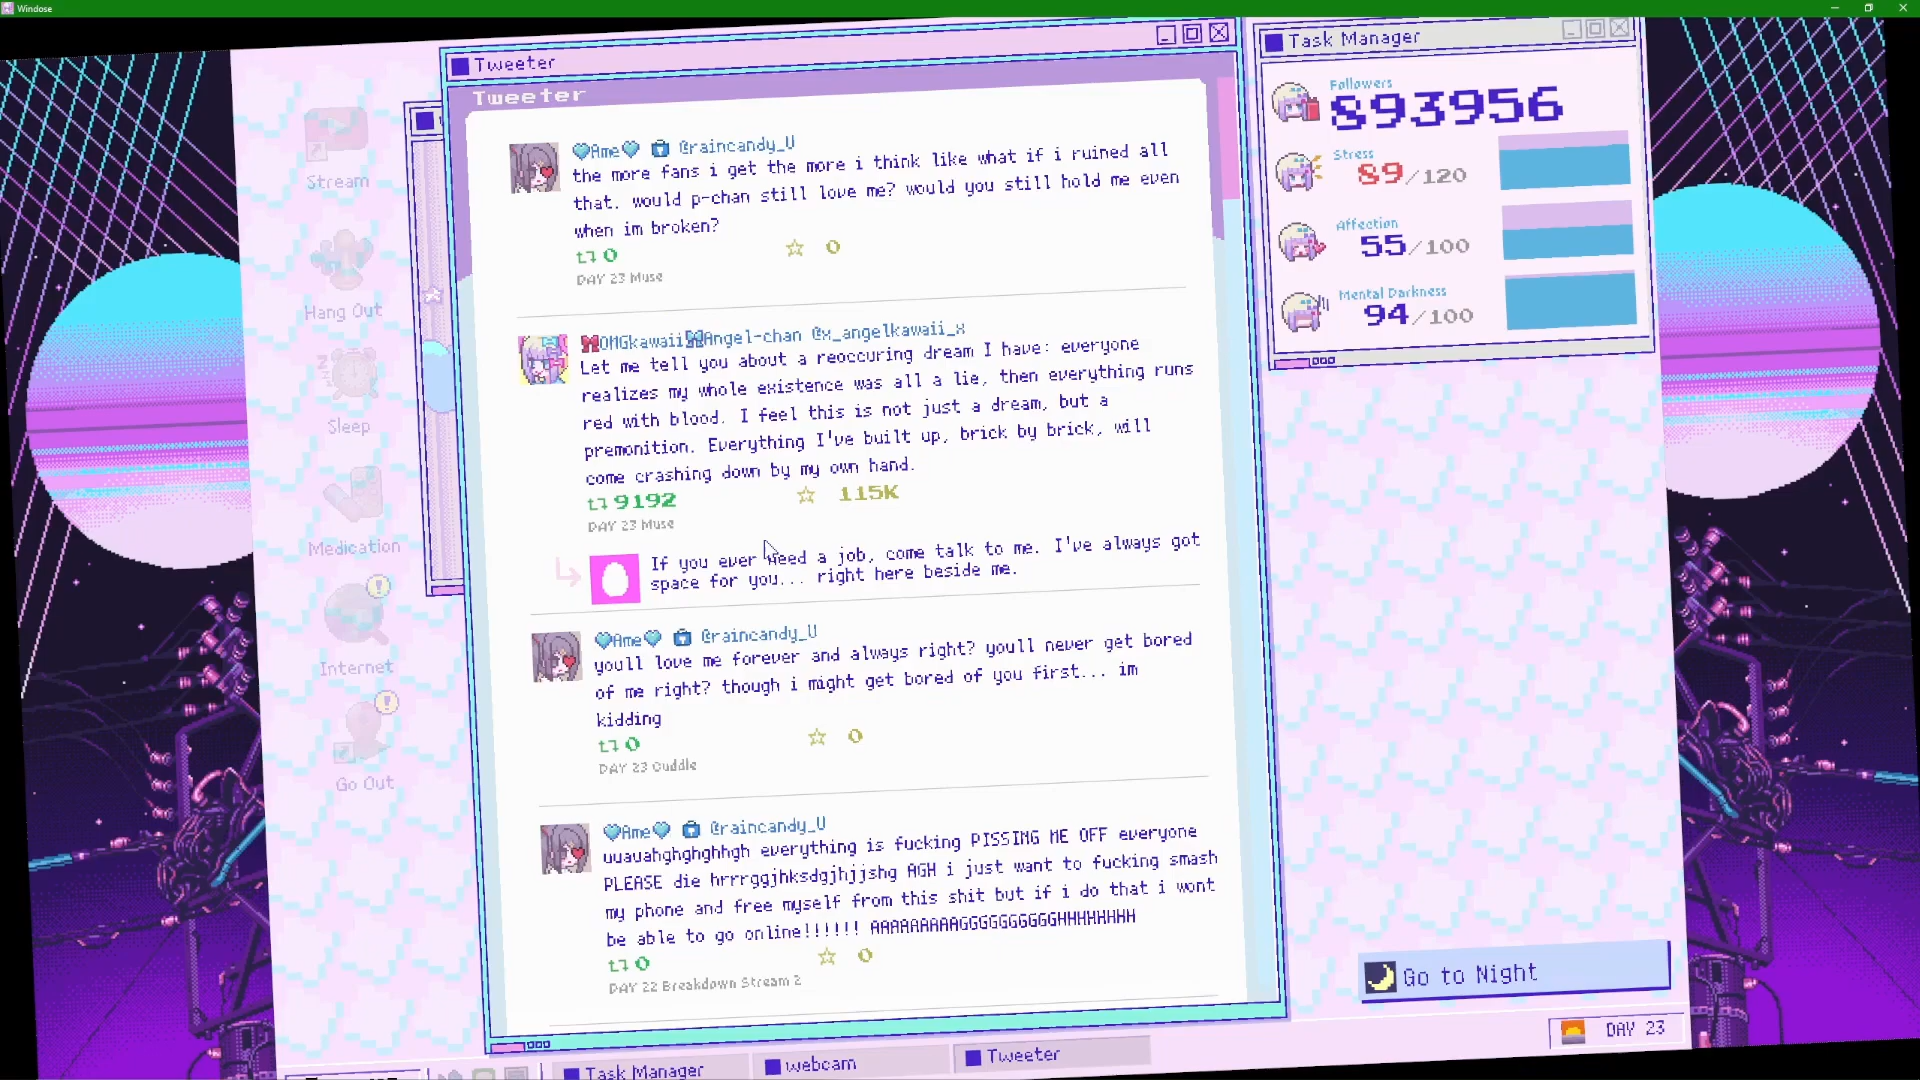 Windose
Tweeter
Tweeter
♥Ame♥ @raincandy_U
the more fans i get the more i think like what if i ruined all
that. would p-chan still love me? would you still hold me even
when im broken?
0 ☆ 0
DAY 23 Muse
OMGkawaii Angel-chan @x_angelkawaii_x
Let me tell you about a reoccuring dream I have: everyone
realizes my whole existence was all a lie, then everything runs
red with blood. I feel this is not just a dream, but a
premonition. Everything I've built up, brick by brick, will
come crashing down by my own hand.
9192 ☆ 115K
DAY 23 Muse
If you ever need a job, come talk to me. I've always got
space for you... right here beside me.
♥Ame♥ @raincandy_U
youll love me forever and always right? youll never get bored
of me right? though i might get bored of you first... im
kidding
0 ☆ 0
DAY 23 Cuddle
♥Ame♥ @raincandy_U
uuauahghghghhgh everything is fucking PISSING ME OFF everyone
PLEASE die hrrrggjhksdgjhjjshg AGH i just want to fucking smash
my phone and free myself from this shit but if i do that i wont
be able to go online!!!!!! AAAAAAAAAGGGGGGGGGGHHHHHHHH
0 ☆ 0
DAY 22 Breakdown Stream 2
Stream
Hang Out
Sleep
Medication
Internet
Go Out
Task Manager
Followers
893956
Stress
89/120
Affection
55/100
Mental Darkness
94/100
Go to Night
DAY 23
Task Manager
webcam
Tweeter